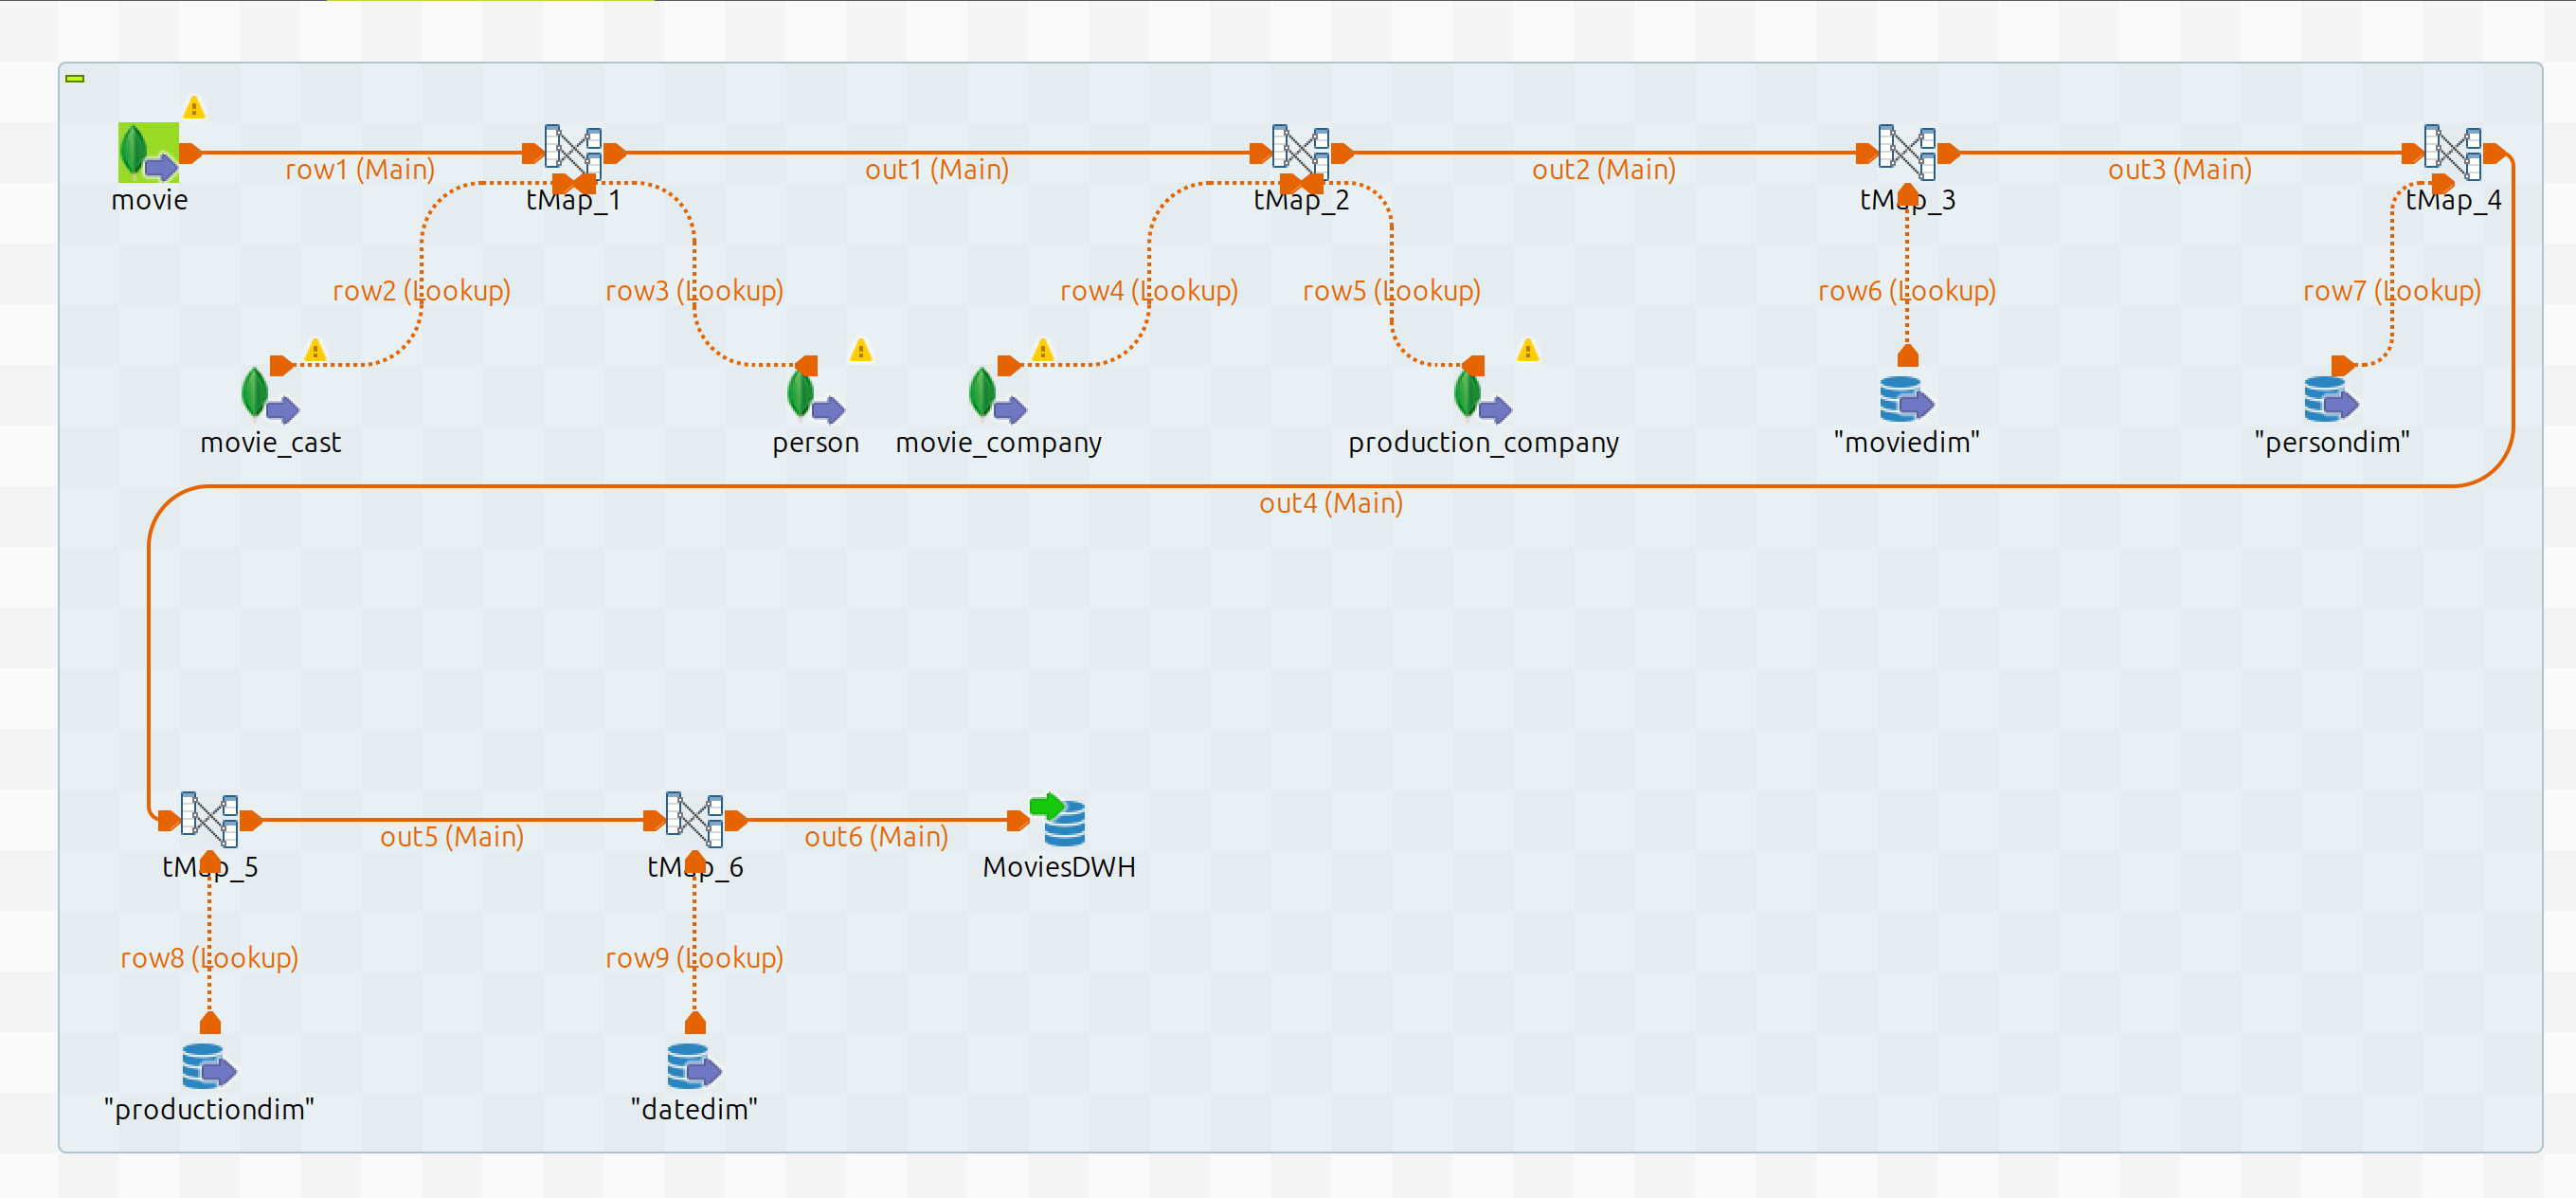 row1 (Main)
out1 (Main)
out2 (Main)
out3 (Main)
movie
tMap_1
tMap_2
tMap_3
tMap_4
row2 (Lookup)
row3 (Lookup)
row4 (Lookup)
row5 (Lookup)
row6 (Lookup)
row7 (Lookup)
movie_cast
person
movie_company
production_company
"moviedim"
"persondim"
out4 (Main)
out5 (Main)
out6 (Main)
tMap_5
tMap_6
MoviesDWH
row8 (Lookup)
row9 (Lookup)
"productiondim"
"datedim"